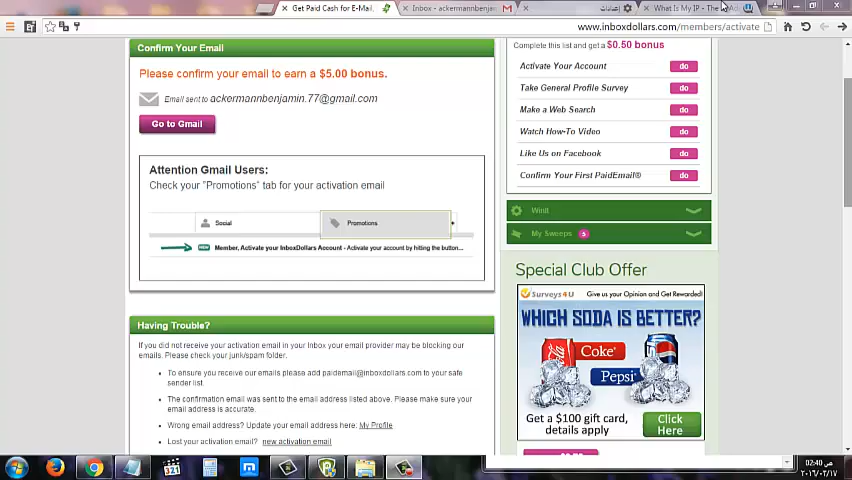 Get Paid Cash for E-Mail,
Inbox - ackermannbenjam
إعدادات
What Is My IP - The
www.inboxdollars.com/members/activate
Confirm Your Email
Please confirm your email to earn a $5.00 bonus.
Email sent to ackermannbenjamin.77@gmail.com
Go to Gmail
Attention Gmail Users:
Check your "Promotions" tab for your activation email
Social
Promotions
NEW Member, Activate your InboxDollars Account - Activate your account by hitting the button...
Having Trouble?
If you did not receive your activation email in your Inbox your email provider may be blocking our
emails. Please check your junk/spam folder.
To ensure you receive our emails please add paidemail@inboxdollars.com to your safe
sender list.
The confirmation email was sent to the email address listed above. Please make sure your
email address is accurate.
Wrong email address? Update your email address here: My Profile
Lost your activation email? new activation email
Complete this list and get a $0.50 bonus
Activate Your Account do
Take General Profile Survey do
Make a Web Search do
Watch How-To Video do
Like Us on Facebook do
Confirm Your First PaidEmail® do
WinIt
My Sweeps 5
Special Club Offer
Surveys4U Give us your Opinion and Get Rewarded!
WHICH SODA IS BETTER?
Coke®
Pepsi®
Get a $100 gift card,
details apply
Click
Here
321
02:40 ص
٢٠١٦/٠٢/١٧